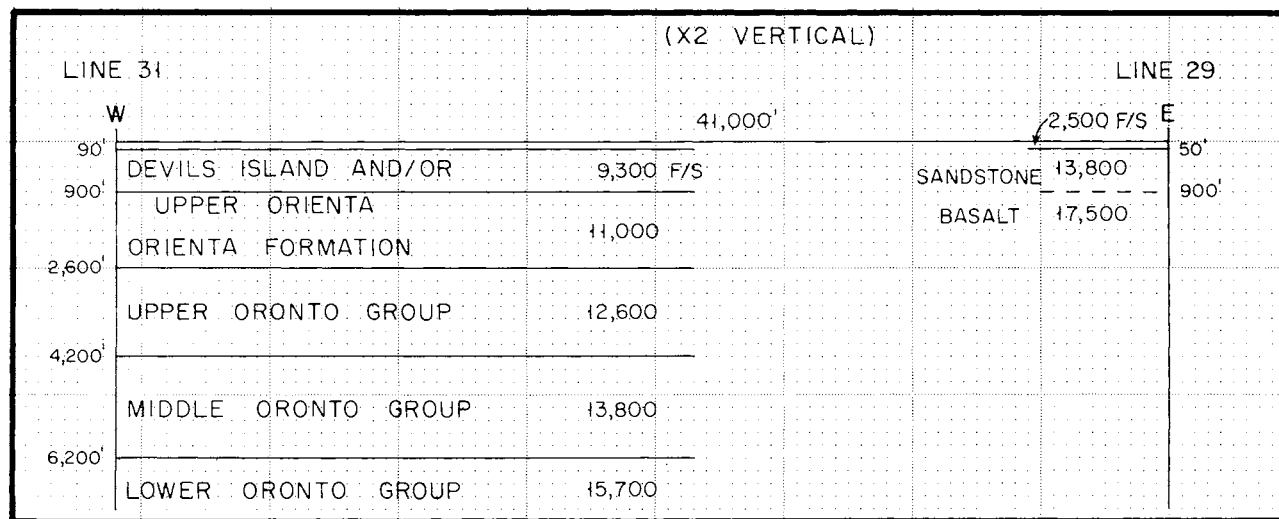 (X2 VERTICAL)
LINE 31 LINE 29
W E
41,000' 2,500 F/S
90' 50'
DEVILS ISLAND AND/OR 9,300 F/S SANDSTONE 13,800
900' 900'
UPPER ORIENTA BASALT 17,500
ORIENTA FORMATION 11,000
2,600'
UPPER ORONTO GROUP 12,600
4,200'
MIDDLE ORONTO GROUP 13,800
6,200'
LOWER ORONTO GROUP 15,700